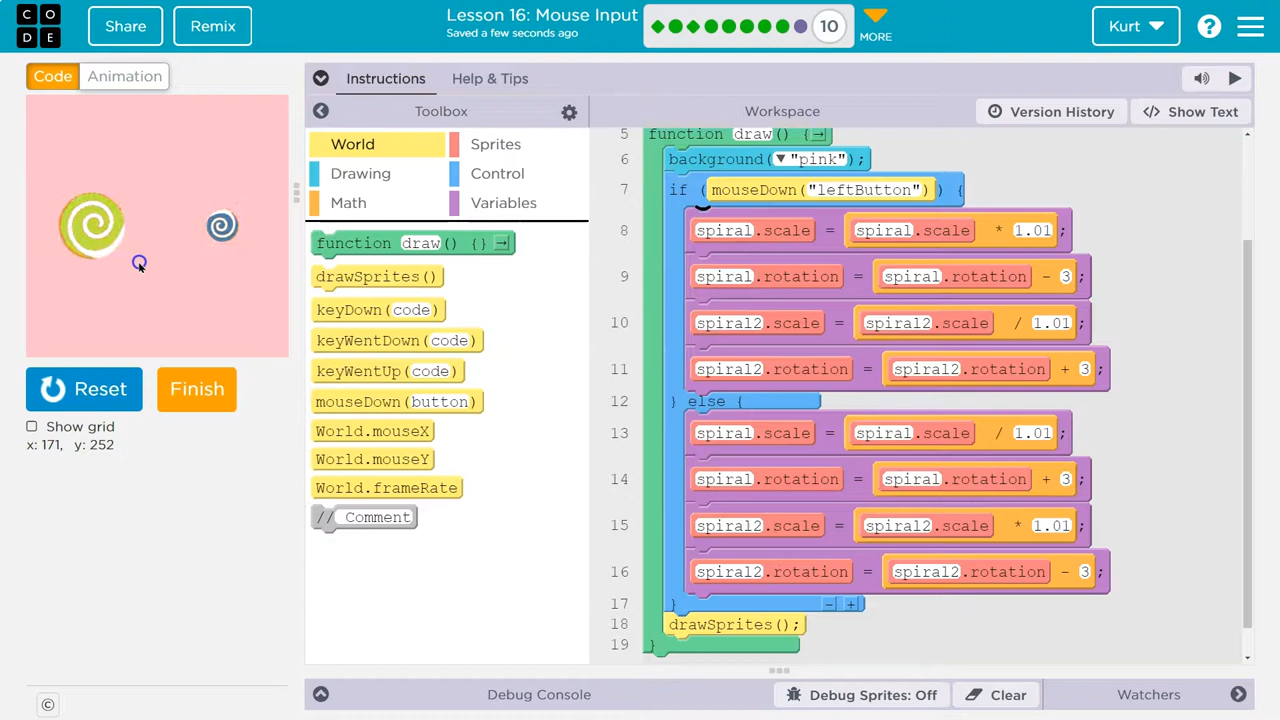 C O
D E
Share
Remix
Lesson 16: Mouse Input
Saved a few seconds ago
10
MORE
Kurt
?
Code
Animation
Instructions
Help & Tips
Toolbox
Workspace
Version History
</> Show Text
World
Sprites
Drawing
Control
Math
Variables
function draw() { }
drawSprites()
keyDown(code)
keyWentDown(code)
keyWentUp(code)
mouseDown(button)
World.mouseX
World.mouseY
World.frameRate
// Comment
Reset
Finish
Show grid
x: 171, y: 252
5 function draw() {
6 background("pink");
7 if (mouseDown("leftButton")) {
8 spiral.scale = spiral.scale * 1.01;
9 spiral.rotation = spiral.rotation - 3;
10 spiral2.scale = spiral2.scale / 1.01;
11 spiral2.rotation = spiral2.rotation + 3;
12 } else {
13 spiral.scale = spiral.scale / 1.01;
14 spiral.rotation = spiral.rotation + 3;
15 spiral2.scale = spiral2.scale * 1.01;
16 spiral2.rotation = spiral2.rotation - 3;
17 } - +
18 drawSprites();
19 }
©
Debug Console
Debug Sprites: Off
Clear
Watchers